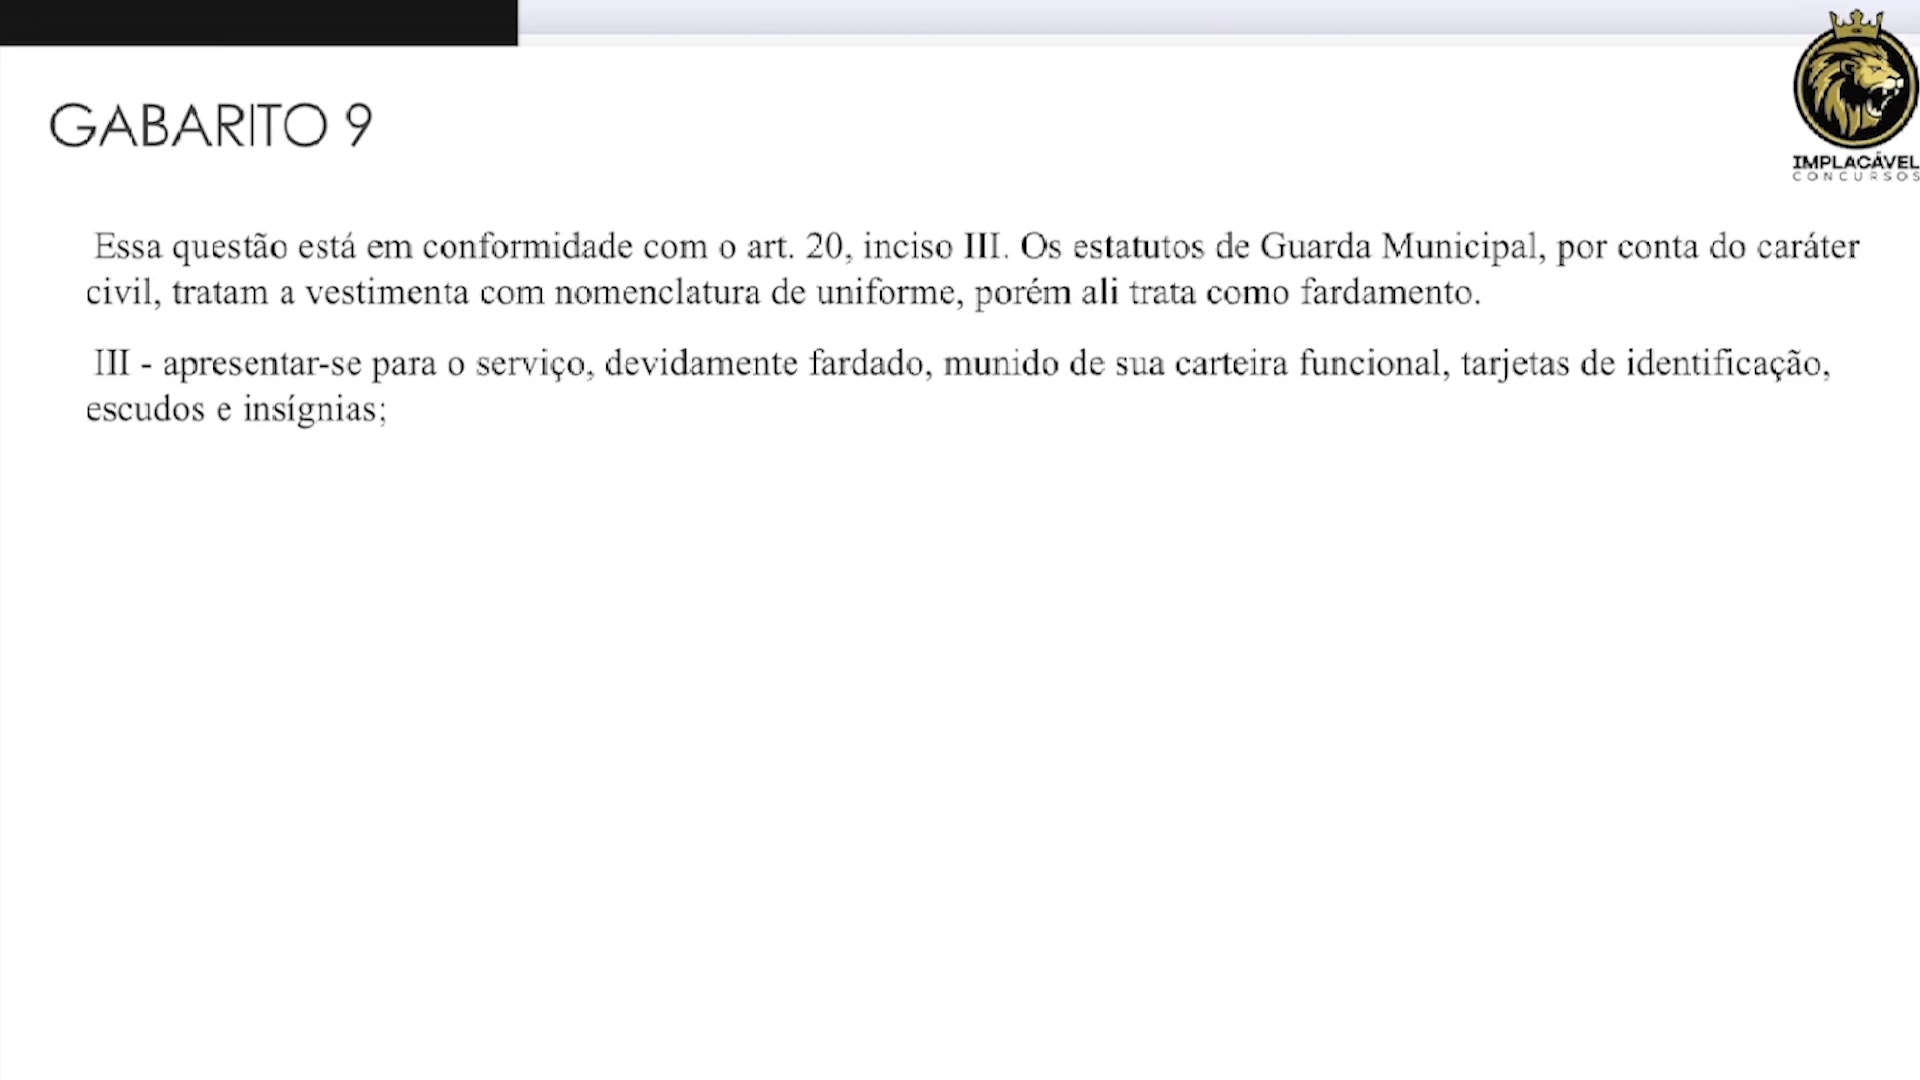 IMPLACÁVEL
CONCURSOS
GABARITO 9
Essa questão está em conformidade com o art. 20, inciso III. Os estatutos de Guarda Municipal, por conta do caráter
civil, tratam a vestimenta com nomenclatura de uniforme, porém ali trata como fardamento.
III - apresentar-se para o serviço, devidamente fardado, munido de sua carteira funcional, tarjetas de identificação,
escudos e insígnias;